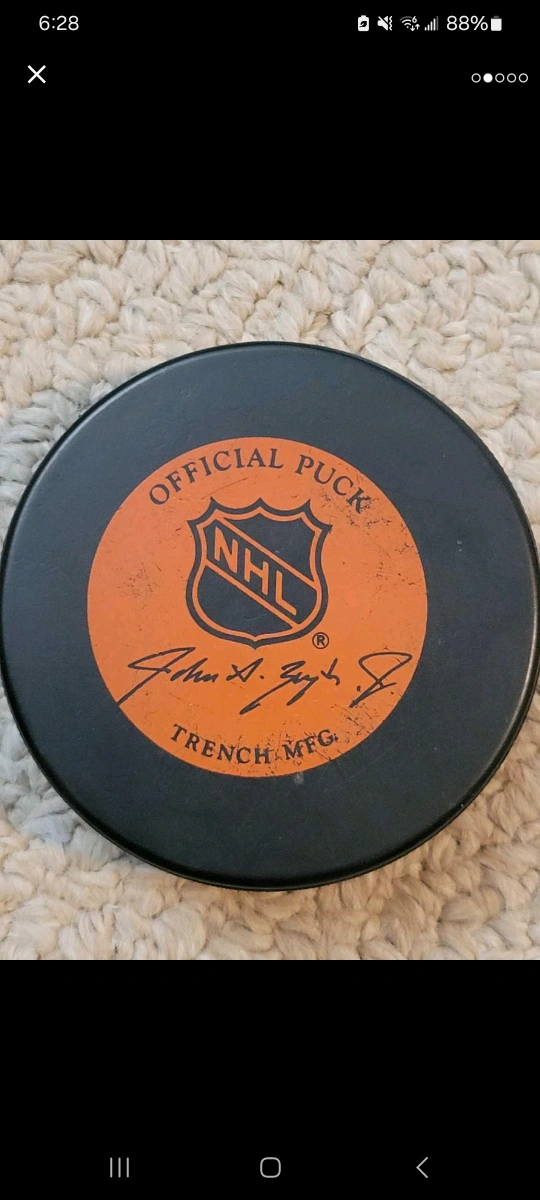 6:28
88%
OFFICIAL PUCK
NHL
®
TRENCH MFG.